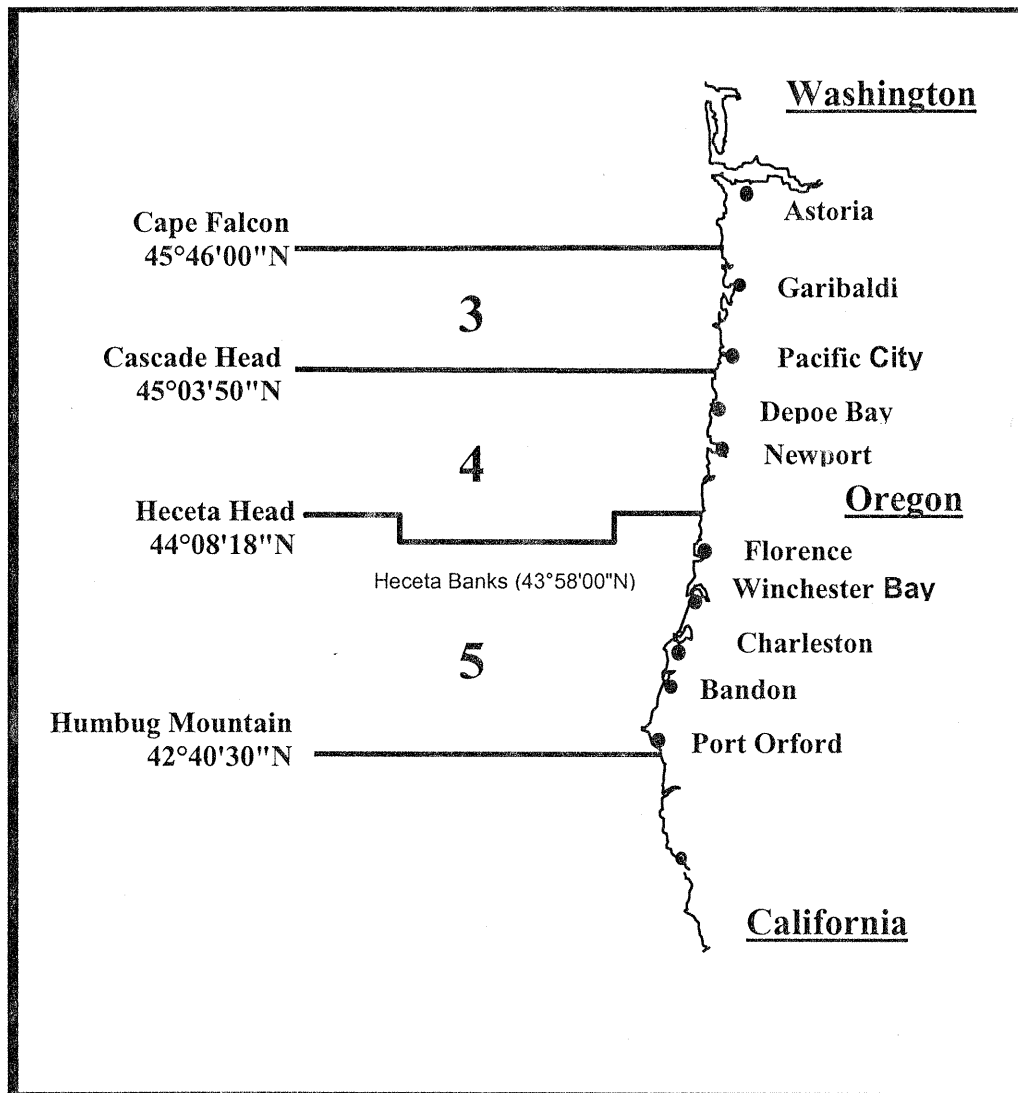 Washington
Astoria
Cape Falcon
45°46'00"N
Garibaldi
3
Cascade Head
45°03'50"N
Pacific City
Depoe Bay
4
Newport
Heceta Head
44°08'18"N
Oregon
Florence
Heceta Banks (43°58'00"N)
Winchester Bay
Charleston
5
Bandon
Humbug Mountain
42°40'30"N
Port Orford
California